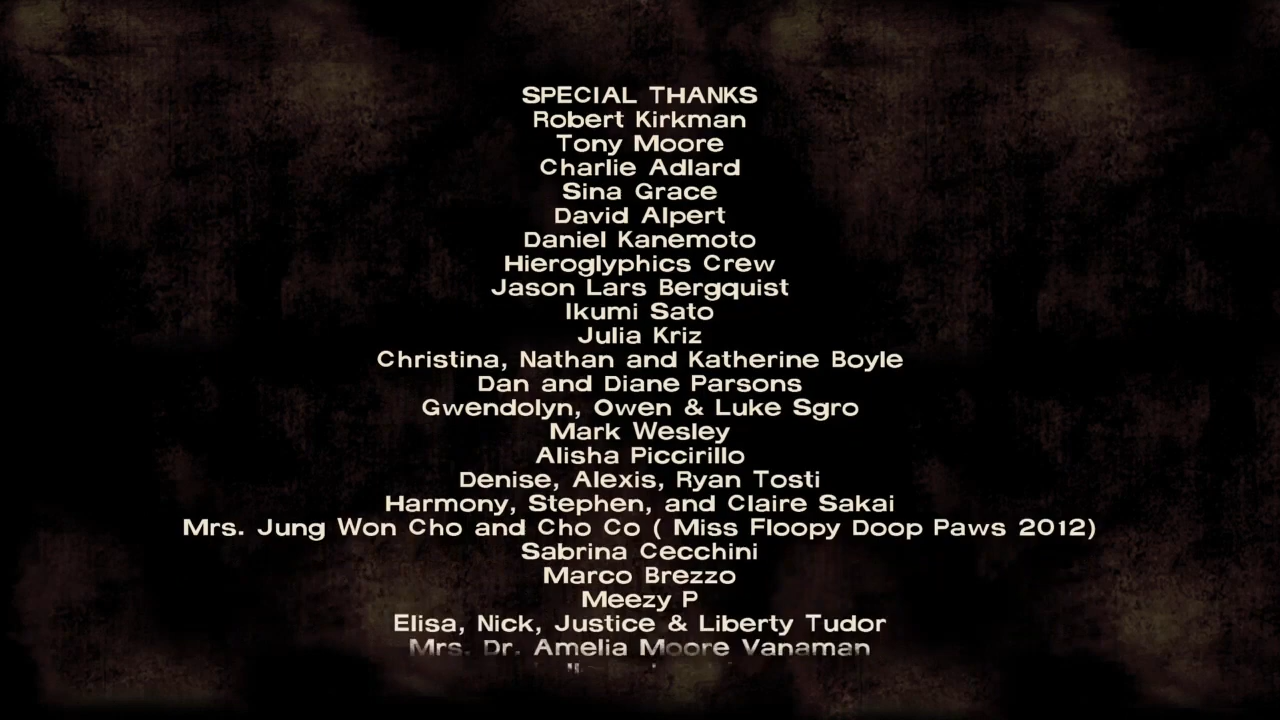 SPECIAL THANKS
Robert Kirkman
Tony Moore
Charlie Adlard
Sina Grace
David Alpert
Daniel Kanemoto
Hieroglyphics Crew
Jason Lars Bergquist
Ikumi Sato
Julia Kriz
Christina, Nathan and Katherine Boyle
Dan and Diane Parsons
Gwendolyn, Owen & Luke Sgro
Mark Wesley
Alisha Piccirillo
Denise, Alexis, Ryan Tosti
Harmony, Stephen, and Claire Sakai
Mrs. Jung Won Cho and Cho Co ( Miss Floopy Doop Paws 2012)
Sabrina Cecchini
Marco Brezzo
Meezy P
Elisa, Nick, Justice & Liberty Tudor
Mrs. Dr. Amelia Moore Vanaman